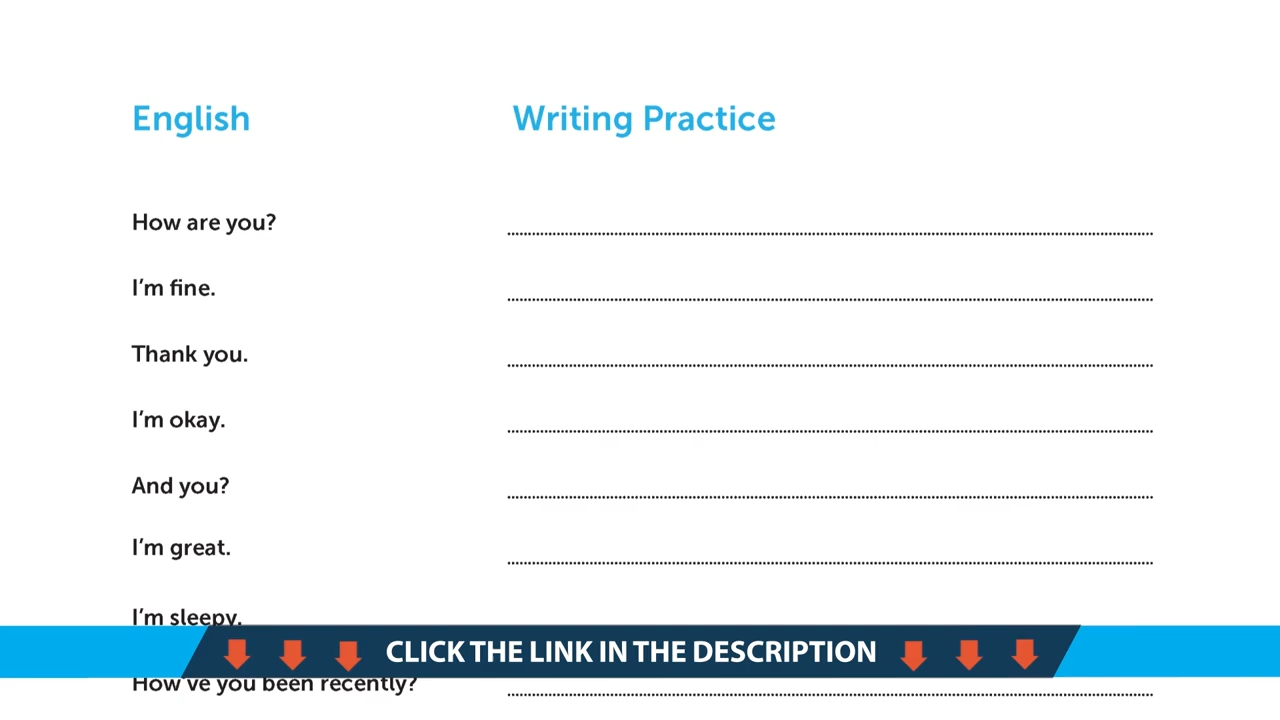 English Writing Practice
How are you?
I'm fine.
Thank you.
I'm okay.
And you?
I'm great.
I'm sleepy.
CLICK THE LINK IN THE DESCRIPTION
How've you been recently?